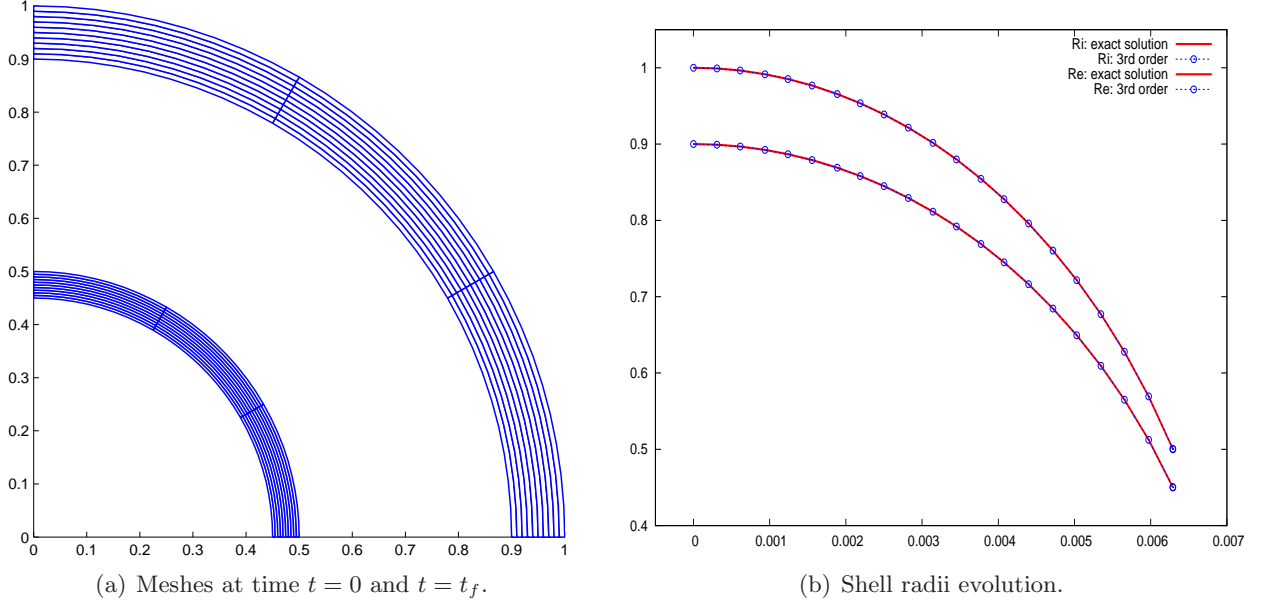 1
0.9
0.8
0.7
0.6
0.5
0.4
0.3
0.2
0.1
0
0 0.1 0.2 0.3 0.4 0.5 0.6 0.7 0.8 0.9 1
(a) Meshes at time t = 0 and t = t_f.
Ri: exact solution
Ri: 3rd order
Re: exact solution
Re: 3rd order
1
0.9
0.8
0.7
0.6
0.5
0.4
0 0.001 0.002 0.003 0.004 0.005 0.006 0.007
(b) Shell radii evolution.